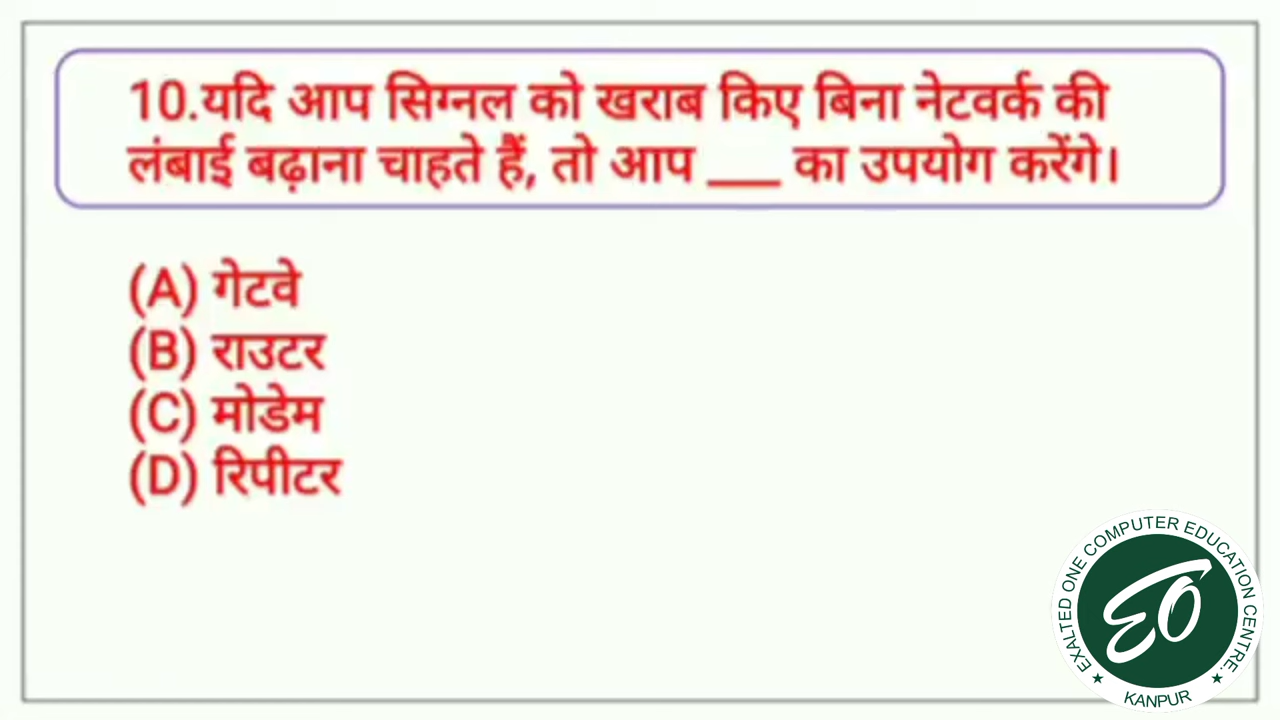 10.यदि आप सिग्नल को खराब किए बिना नेटवर्क की
लंबाई बढ़ाना चाहते हैं, तो आप ___ का उपयोग करेंगे।
(A) गेटवे
(B) राउटर
(C) मोडेम
(D) रिपीटर
EXALTED ONE COMPUTER EDUCATION CENTRE.
EO
★ KANPUR ★